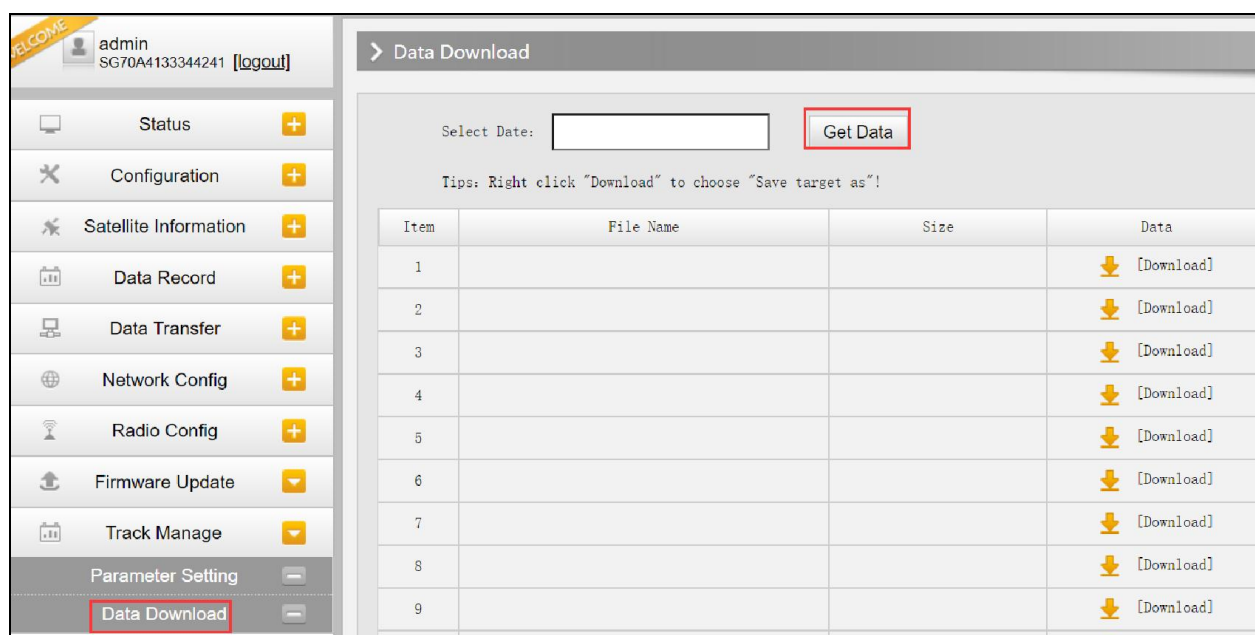 WELCOME
admin
SG70A4133344241 [logout]
Status
Configuration
Satellite Information
Data Record
Data Transfer
Network Config
Radio Config
Firmware Update
Track Manage
Parameter Setting
Data Download
Data Download
Select Date:
Get Data
Tips: Right click "Download" to choose "Save target as"!
Item File Name Size Data
1 [Download]
2 [Download]
3 [Download]
4 [Download]
5 [Download]
6 [Download]
7 [Download]
8 [Download]
9 [Download]